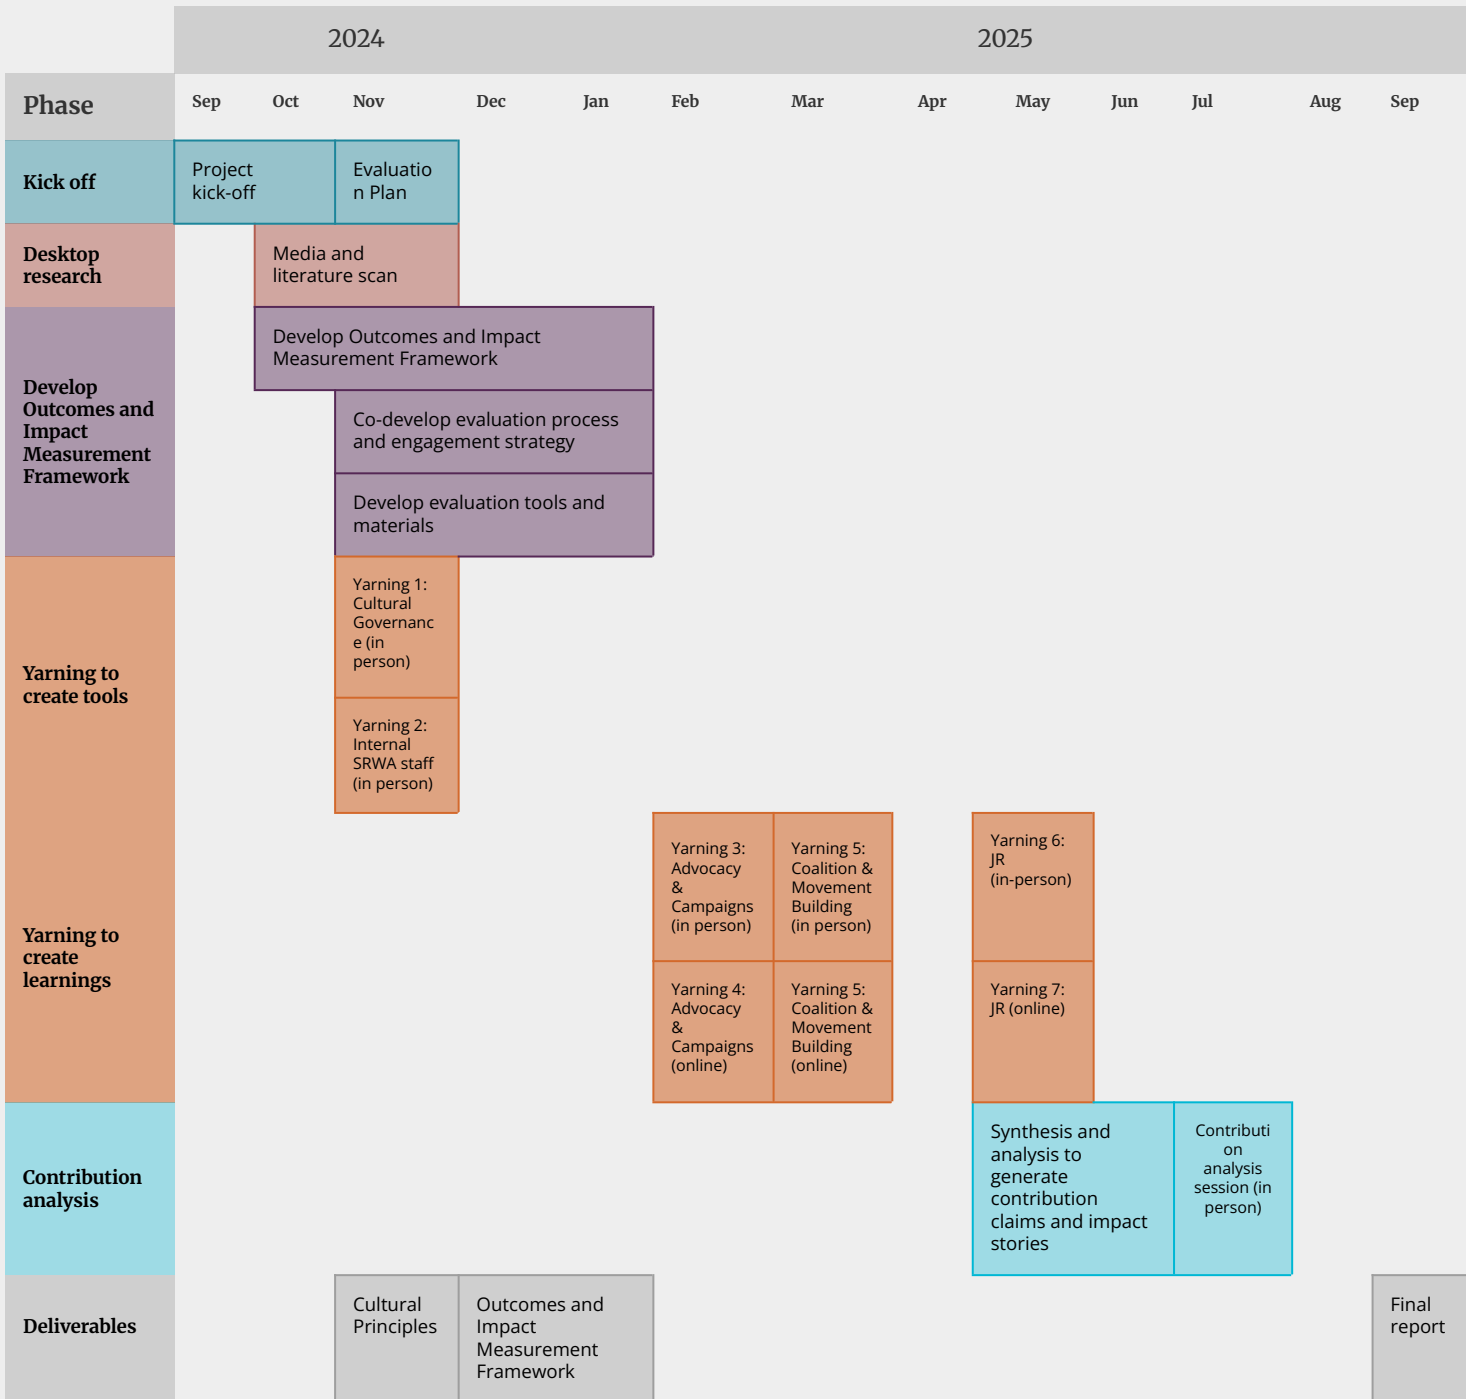 2024
2025
Phase
Sep
Oct
Nov
Dec
Jan
Feb
Mar
Apr
May
Jun
Jul
Aug
Sep
Kick off
Project
kick-off
Evaluatio
n Plan
Desktop
research
Media and
literature scan
Develop
Outcomes and
Impact
Measurement
Framework
Develop Outcomes and Impact
Measurement Framework
Co-develop evaluation process
and engagement strategy
Develop evaluation tools and
materials
Yarning to
create tools
Yarning 1:
Cultural
Governanc
e (in
person)
Yarning 2:
Internal
SRWA staff
(in person)
Yarning to
create
learnings
Yarning 3:
Advocacy
&
Campaigns
(in person)
Yarning 5:
Coalition &
Movement
Building
(in person)
Yarning 6:
JR
(in-person)
Yarning 4:
Advocacy
&
Campaigns
(online)
Yarning 5:
Coalition &
Movement
Building
(online)
Yarning 7:
JR (online)
Contribution
analysis
Synthesis and
analysis to
generate
contribution
claims and impact
stories
Contributi
on
analysis
session (in
person)
Deliverables
Cultural
Principles
Outcomes and
Impact
Measurement
Framework
Final
report